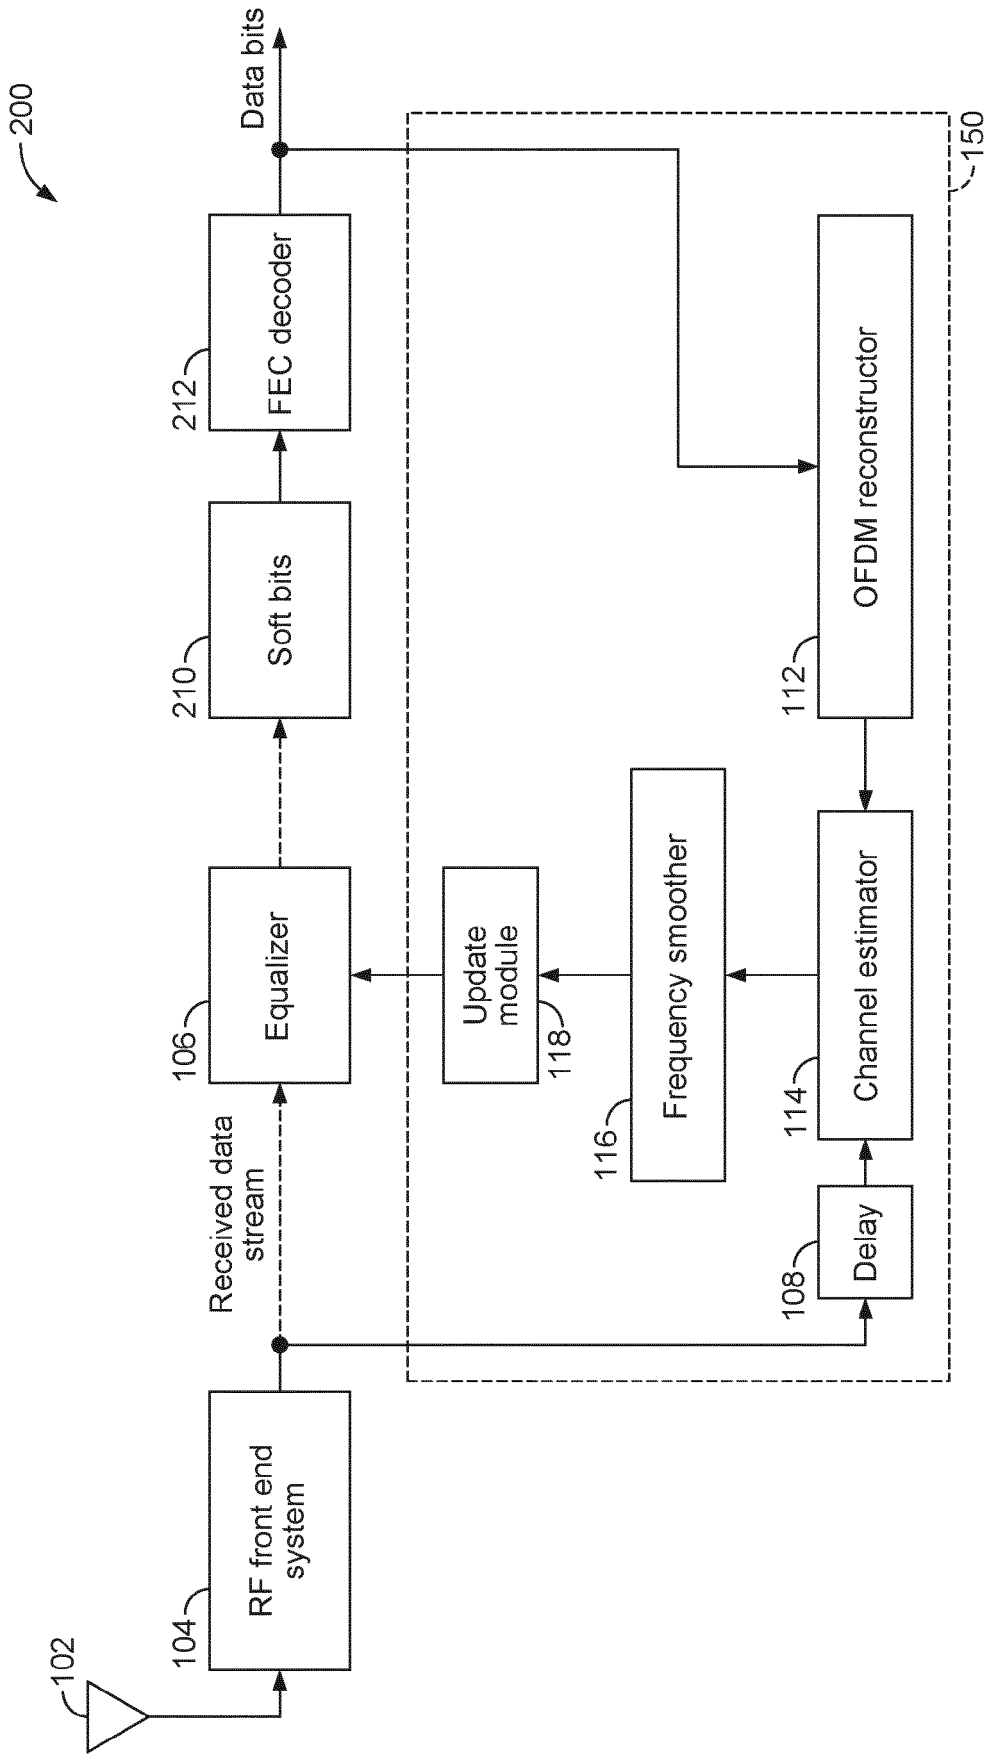 200
102
104
RF front end
system
Received data
stream
106
Equalizer
210
Soft bits
212
FEC decoder
Data bits
118
Update
module
116
Frequency smoother
108
Delay
114
Channel estimator
112
OFDM reconstructor
150